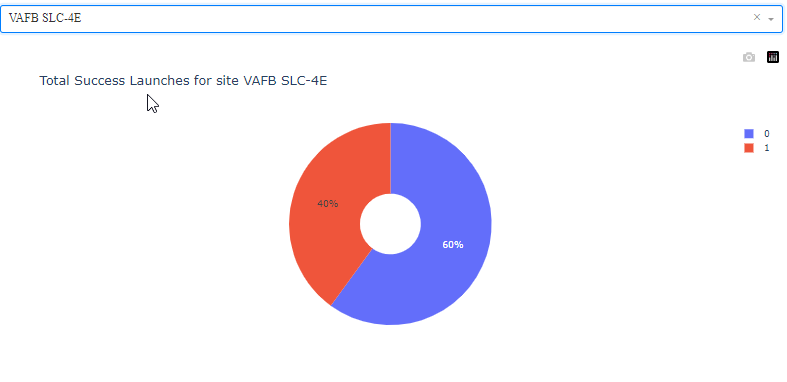 VAFB SLC-4E
Total Success Launches for site VAFB SLC-4E
0
1
40%
60%